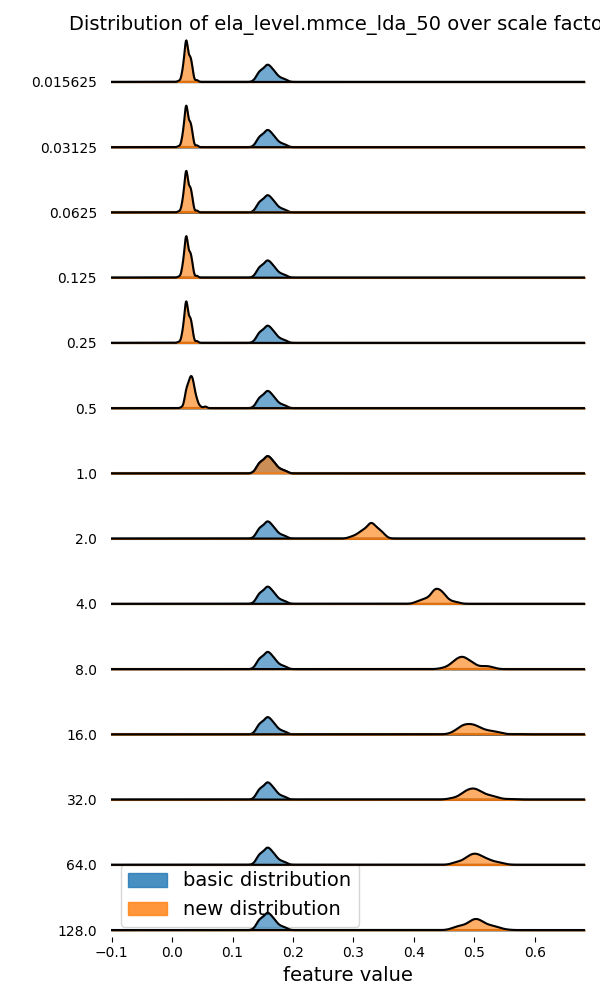 Distribution of ela_level.mmce_lda_50 over scale facto
0.015625
0.03125
0.0625
0.125
0.25
0.5
1.0
2.0
4.0
8.0
16.0
32.0
64.0
basic distribution
new distribution
128.0
−0.1 0.0 0.1 0.2 0.3 0.4 0.5 0.6
feature value